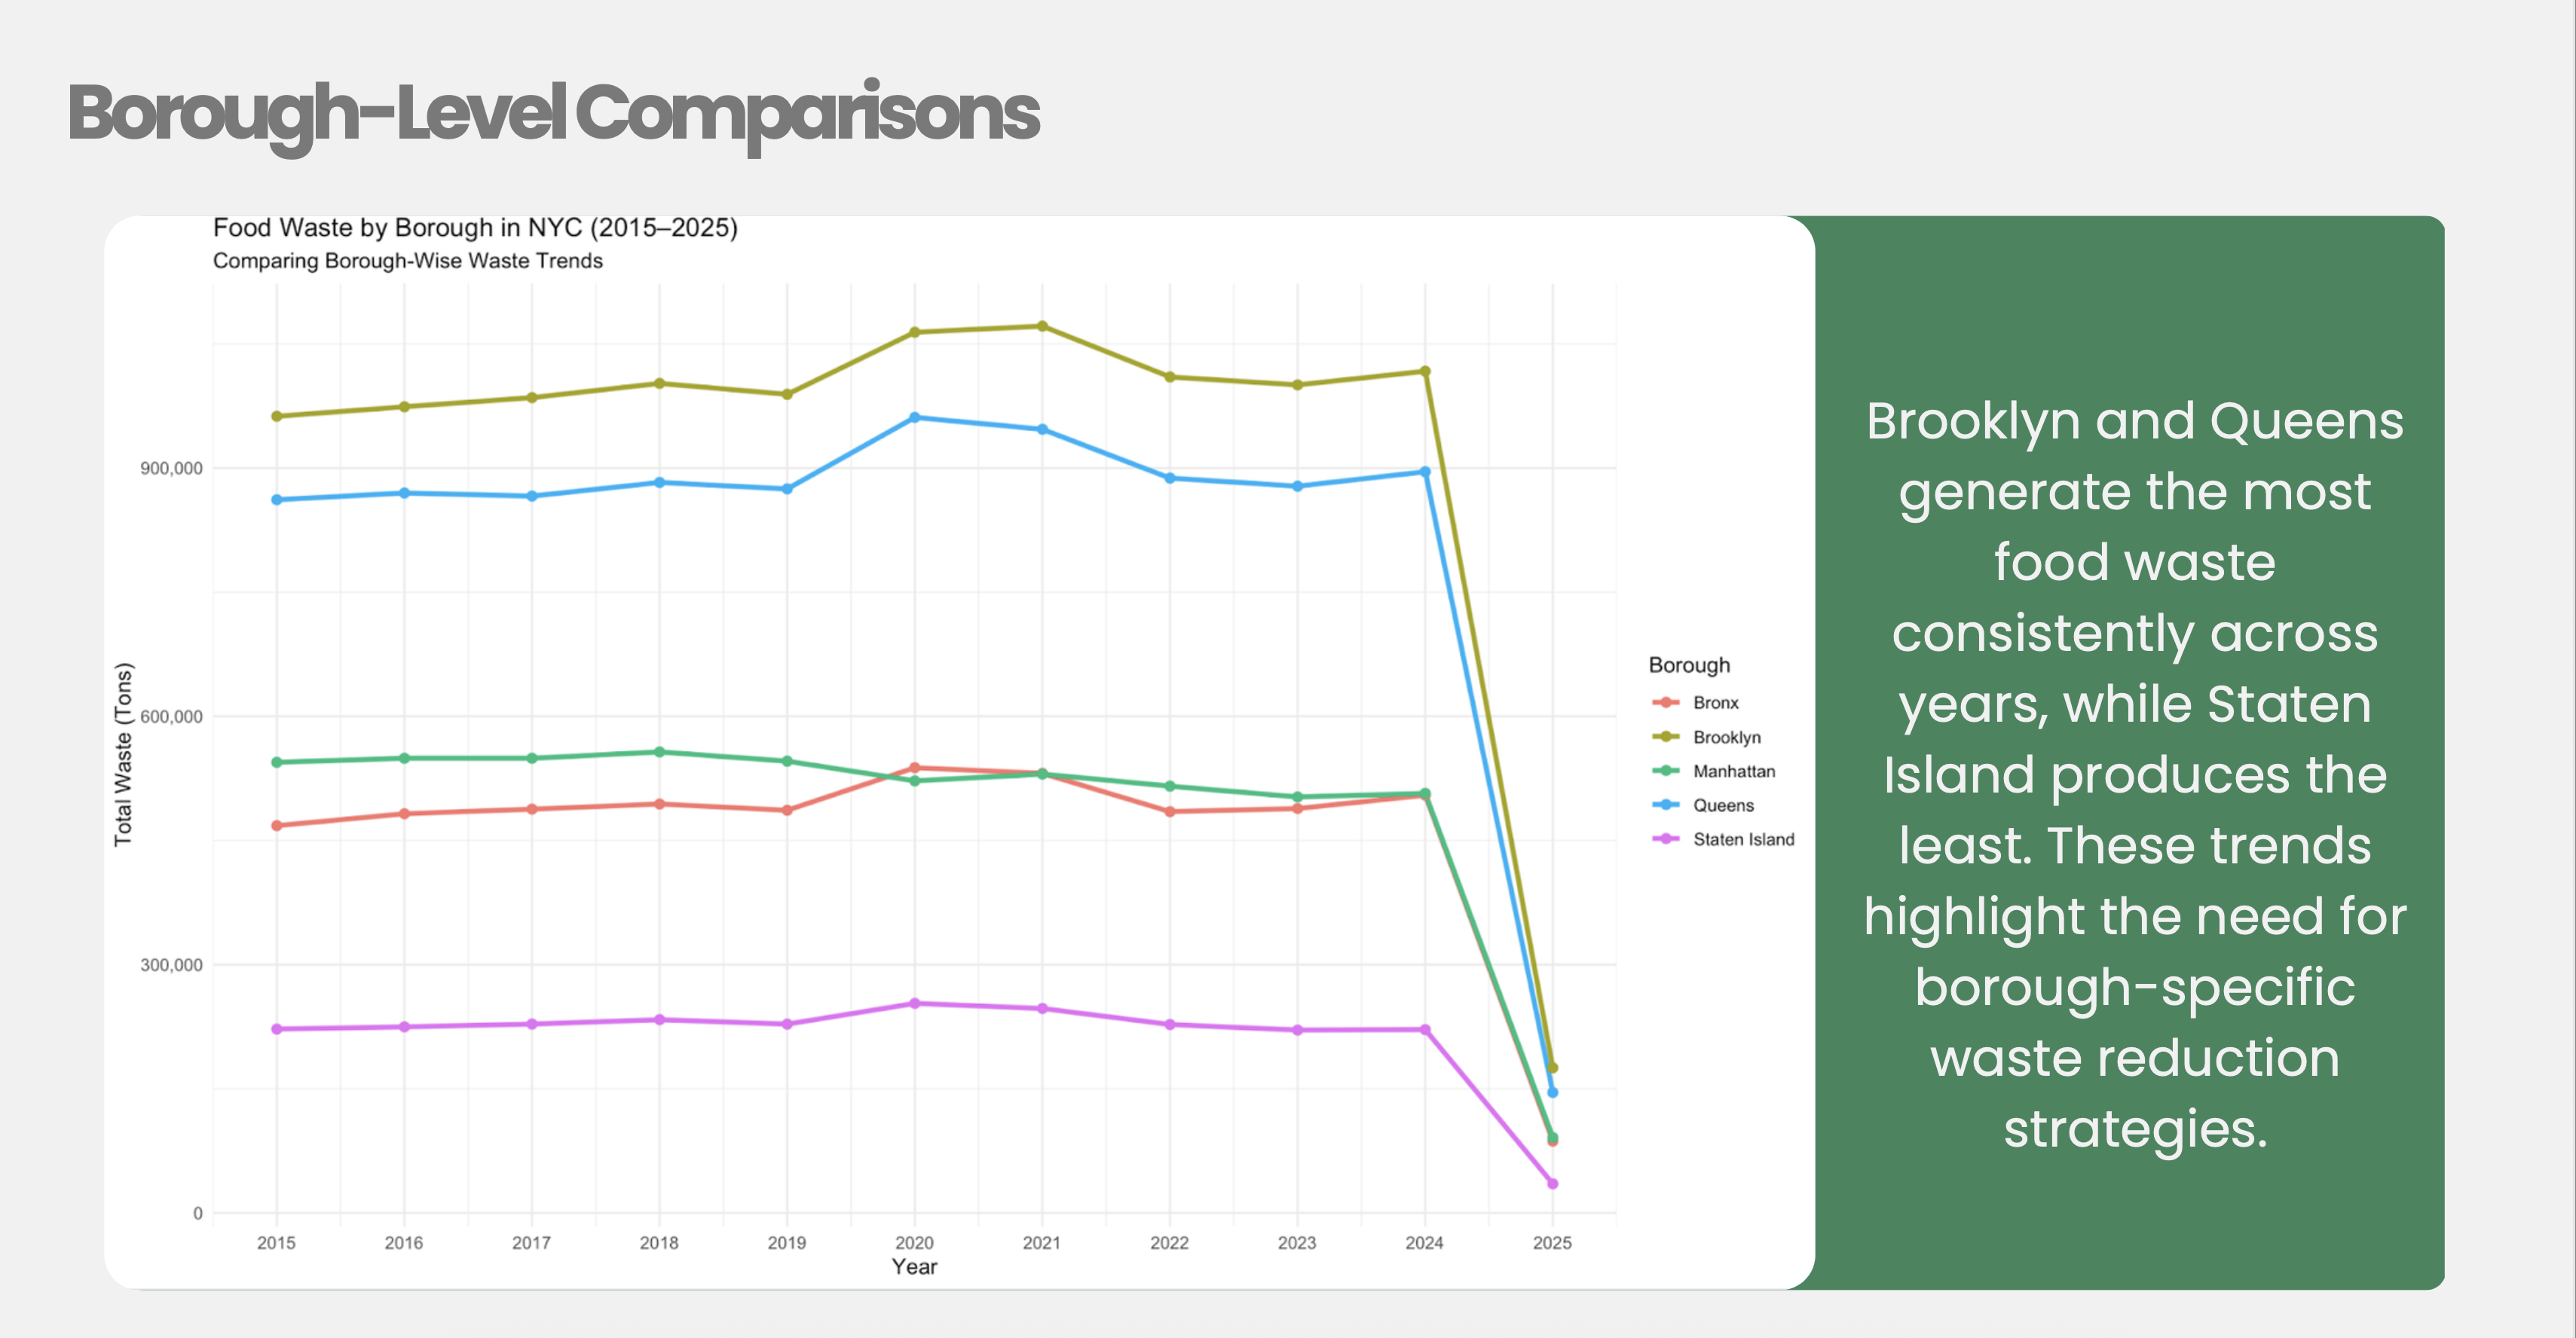 Borough-Level Comparisons
Food Waste by Borough in NYC (2015–2025)
Comparing Borough-Wise Waste Trends
Total Waste (Tons)
900,000
600,000
300,000
0
2015 2016 2017 2018 2019 2020 2021 2022 2023 2024 2025
Year
Borough
Bronx
Brooklyn
Manhattan
Queens
Staten Island
Brooklyn and Queens
generate the most
food waste
consistently across
years, while Staten
Island produces the
least. These trends
highlight the need for
borough-specific
waste reduction
strategies.